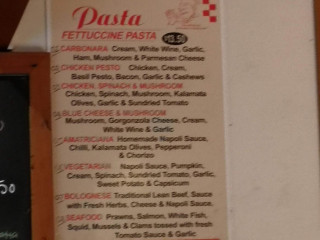 Pasta
FETTUCCINE PASTA
CARBONARA Cream, White Wine, Garlic,
Ham, Mushroom & Parmesan Cheese
CHICKEN PESTO Chicken, Cream,
Basil Pesto, Bacon, Garlic & Cashews
CHICKEN, SPINACH & MUSHROOM
Chicken, Spinach, Mushroom, Kalamata
Olives, Garlic & Sundried Tomato
BLUE CHEESE & MUSHROOM
Mushroom, Gorgonzola Cheese, Cream,
White Wine & Garlic
AMATRICIANA Homemade Napoli Sauce,
Chilli, Kalamata Olives, Pepperoni
& Chorizo
VEGETARIAN Napoli Sauce, Pumpkin,
Cream, Spinach, Sundried Tomato, Garlic,
Sweet Potato & Capsicum
BOLOGNESE Traditional Lean Beef, Sauce
with Fresh Herbs, Cheese & Napoli Sauce.
SEAFOOD Prawns, Salmon, White Fish,
Squid, Mussels & Clams tossed with fresh
Tomato Sauce & Garlic
50